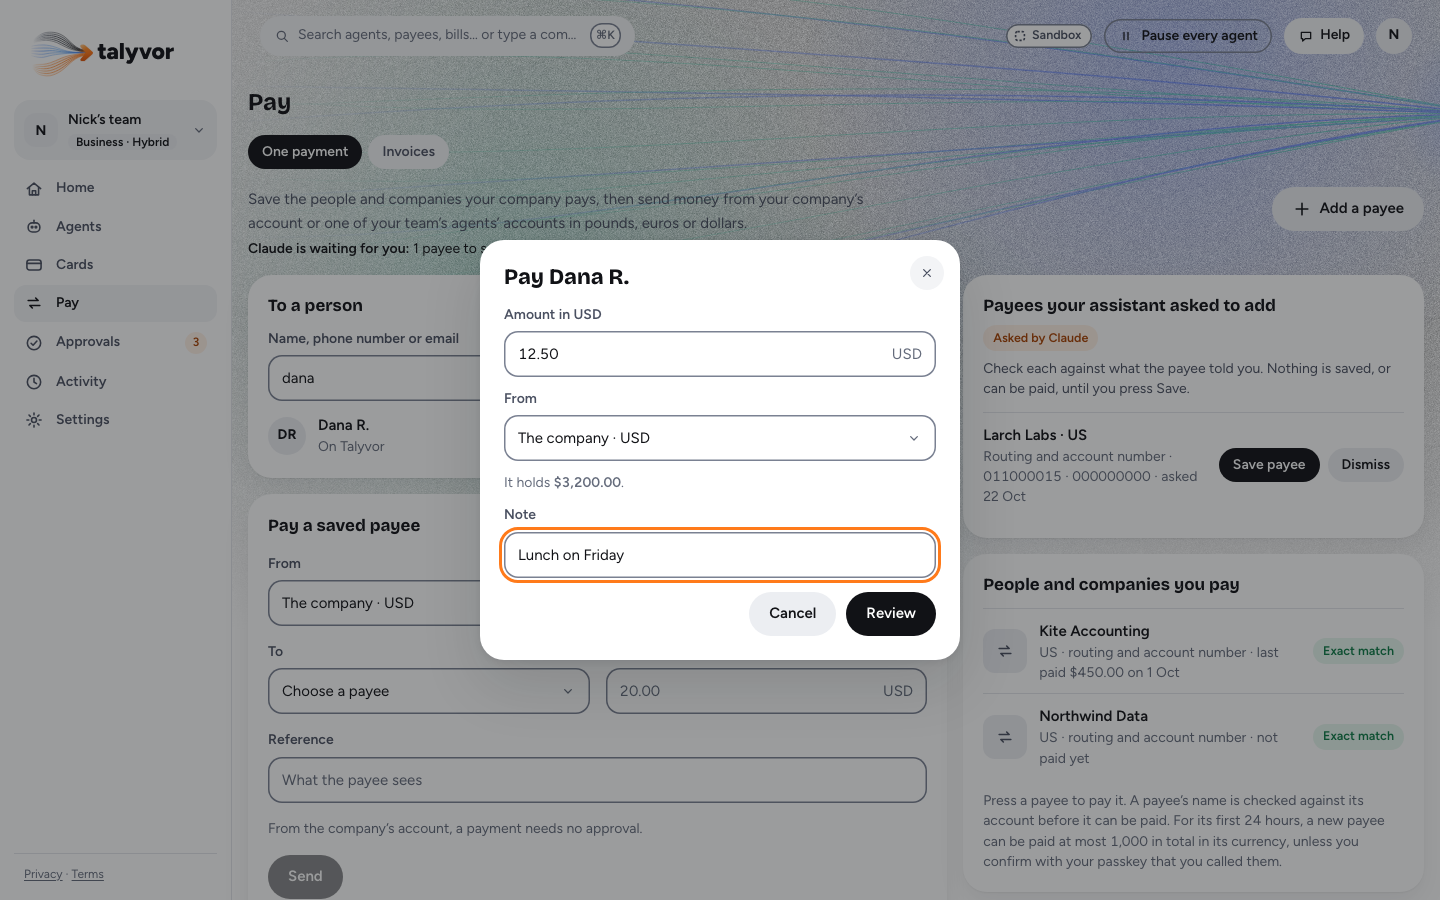 talyvor
Search agents, payees, bills... or type a com...
⌘K
Sandbox
Pause every agent
Help
N
N
Nick's team
Business · Hybrid
Home
Agents
Cards
Pay
Approvals
3
Activity
Settings
Privacy · Terms
Pay
One payment
Invoices
Save the people and companies your company pays, then send money from your company's
account or one of your team's agents' accounts in pounds, euros or dollars.
Claude is waiting for you: 1 payee to s
Add a payee
To a person
Name, phone number or email
dana
DR
Dana R.
On Talyvor
Pay a saved payee
From
The company · USD
To
Choose a payee
20.00
USD
Reference
What the payee sees
From the company's account, a payment needs no approval.
Send
Pay Dana R.
Amount in USD
12.50
USD
From
The company · USD
It holds $3,200.00.
Note
Lunch on Friday
Cancel
Review
Payees your assistant asked to add
Asked by Claude
Check each against what the payee told you. Nothing is saved, or
can be paid, until you press Save.
Larch Labs · US
Routing and account number ·
011000015 · 000000000 · asked
22 Oct
Save payee
Dismiss
People and companies you pay
Kite Accounting
US · routing and account number · last
paid $450.00 on 1 Oct
Exact match
Northwind Data
US · routing and account number · not
paid yet
Exact match
Press a payee to pay it. A payee's name is checked against its
account before it can be paid. For its first 24 hours, a new payee
can be paid at most 1,000 in total in its currency, unless you
confirm with your passkey that you called them.